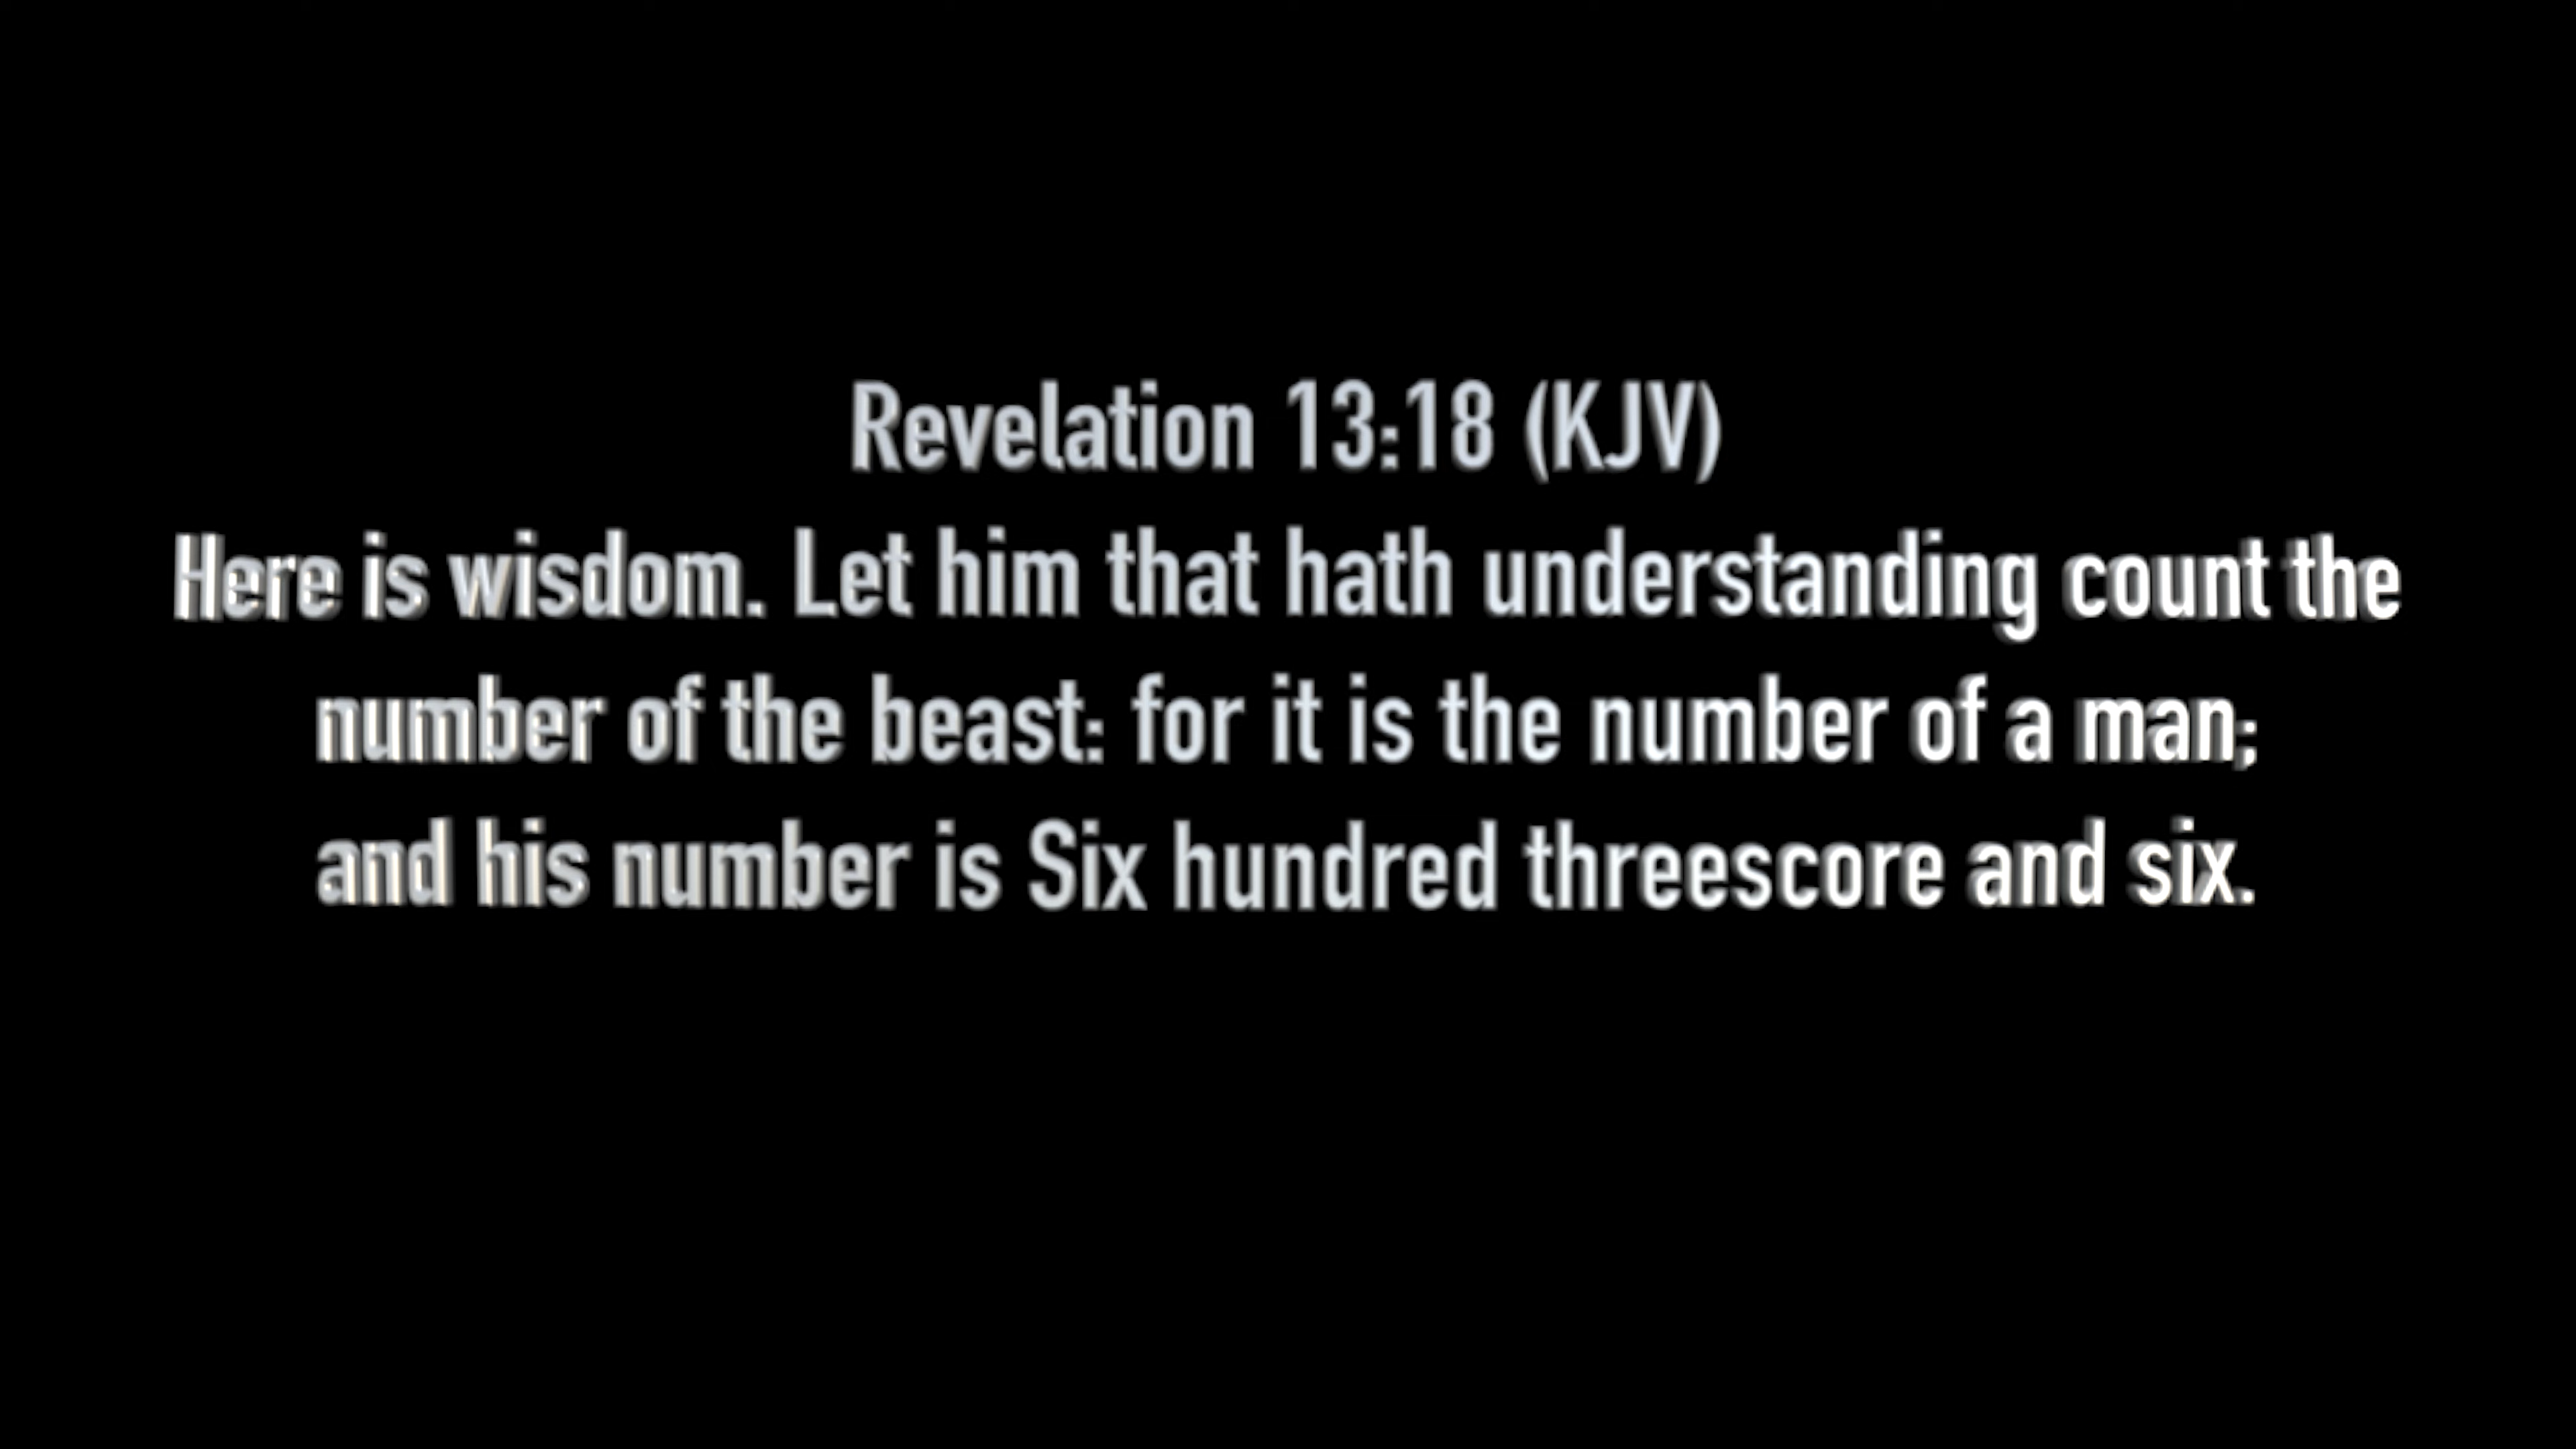 Revelation 13:18 (KJV)
Here is wisdom. Let him that hath understanding count the
number of the beast: for it is the number of a man;
and his number is Six hundred threescore and six.